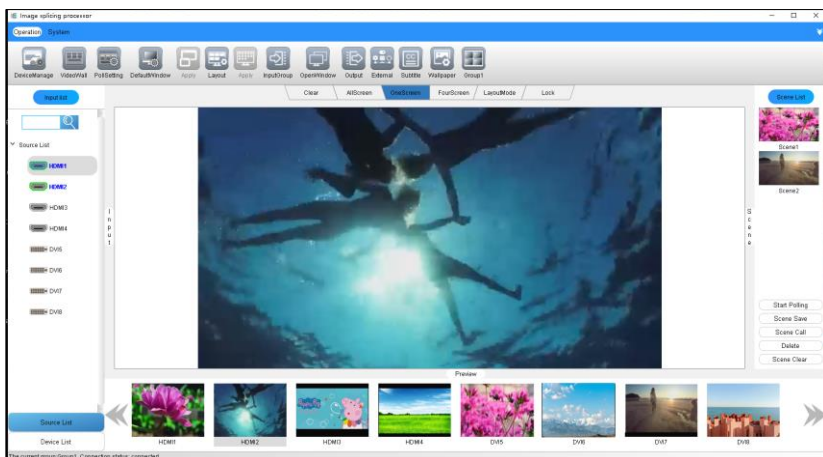 Image splicing processor
Operation System
DeviceManage VideoWall PollSetting DefaultWindow Apply Layout Apply InputGroup OpenWindow Output External Subtitle Wallpaper Group1
Input list
Clear AllScreen OneScreen FourScreen LayoutMode Lock
Scene List
Source List
HDMI1
HDMI2
HDMI3
HDMI4
DVI5
DVI6
DVI7
DVI8
Input
Scene
Scene1
Scene2
Start Polling
Scene Save
Scene Call
Delete
Scene Clear
Preview
HDMI1 HDMI2 HDMI3 HDMI4 DVI5 DVI6 DVI7 DVI8
Source List
Device List
The current group:Group1, Connection status: connected